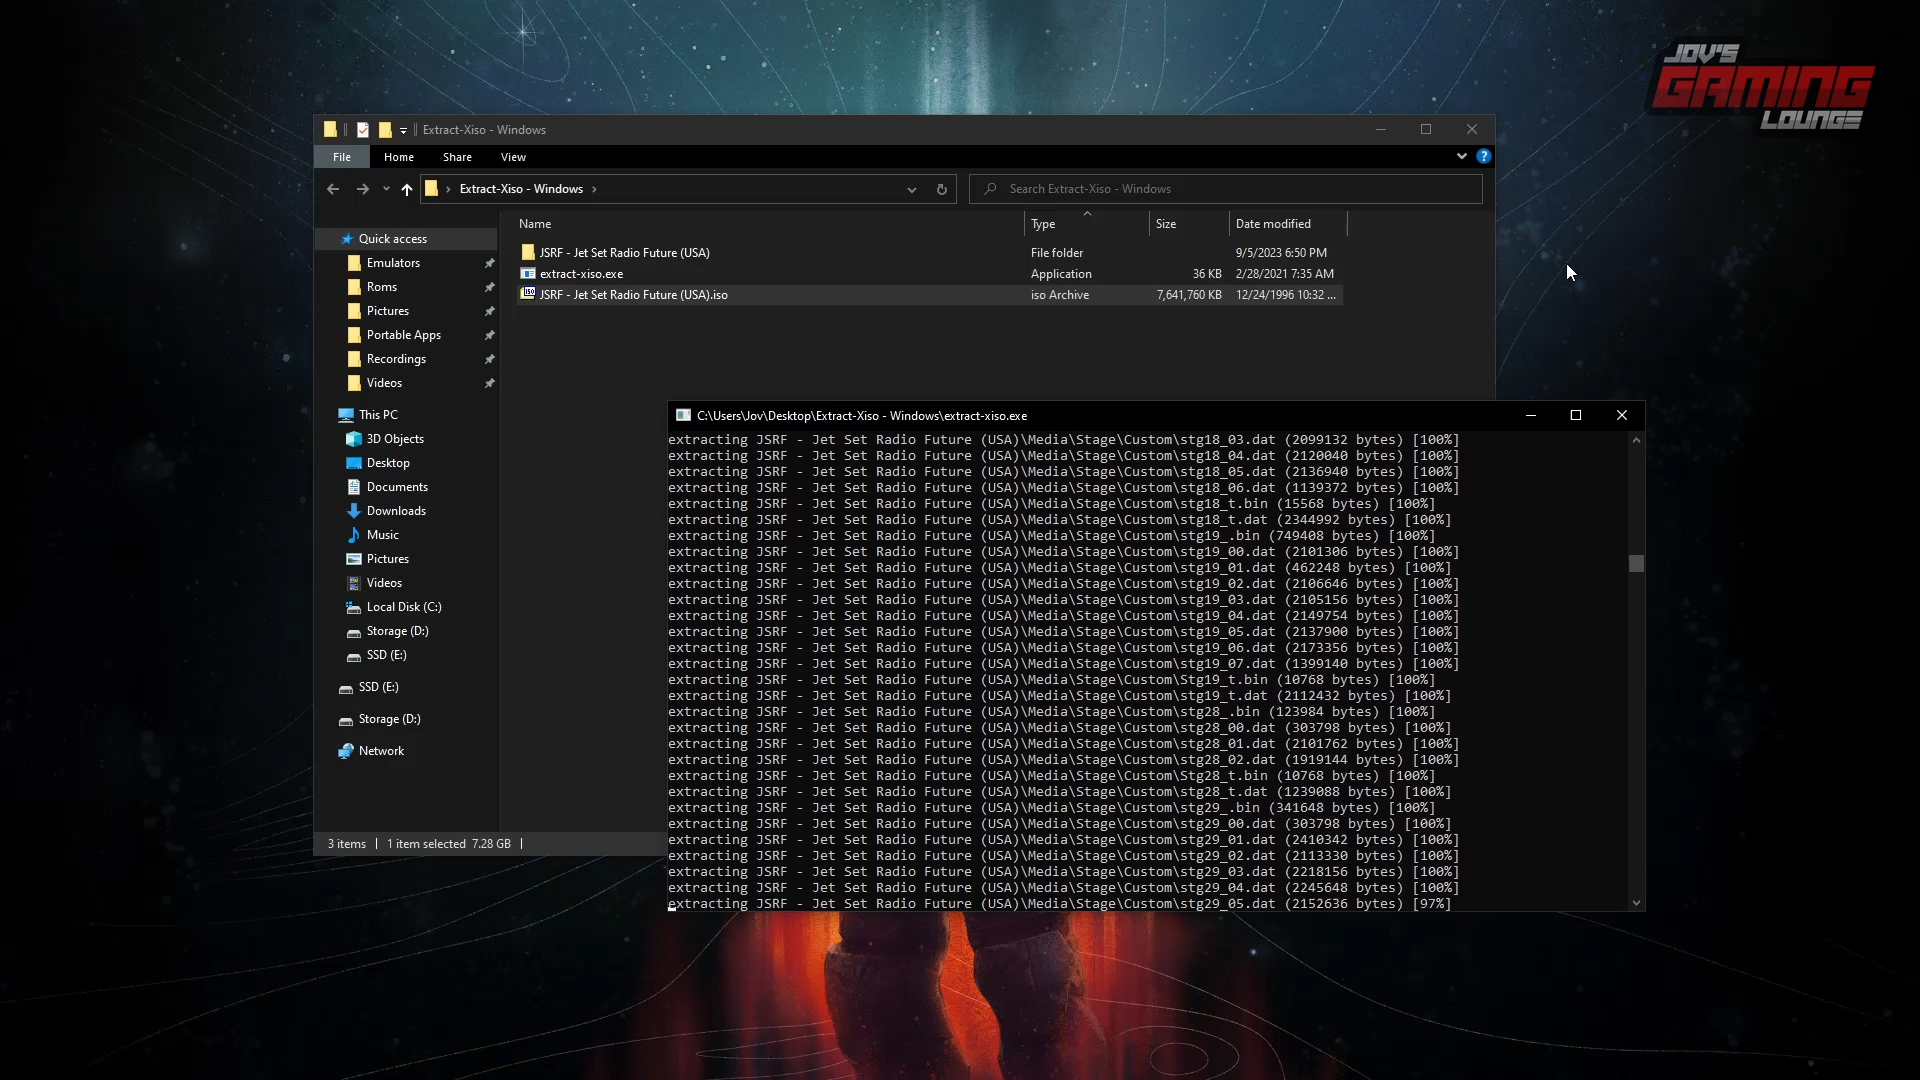 JOV'S
GAMING
LOUNGE
Extract-Xiso - Windows
File Home Share View
Extract-Xiso - Windows
Search Extract-Xiso - Windows
Name Type Size Date modified
JSRF - Jet Set Radio Future (USA) File folder 9/5/2023 6:50 PM
extract-xiso.exe Application 36 KB 2/28/2021 7:35 AM
ISO JSRF - Jet Set Radio Future (USA).iso iso Archive 7,641,760 KB 12/24/1996 10:32 ...
Quick access
Emulators
Roms
Pictures
Portable Apps
Recordings
Videos
This PC
3D Objects
Desktop
Documents
Downloads
Music
Pictures
Videos
Local Disk (C:)
Storage (D:)
SSD (E:)
SSD (E:)
Storage (D:)
Network
3 items 1 item selected 7.28 GB
C:\Users\Jov\Desktop\Extract-Xiso - Windows\extract-xiso.exe
extracting JSRF - Jet Set Radio Future (USA)\Media\Stage\Custom\stg18_03.dat (2099132 bytes) [100%]
extracting JSRF - Jet Set Radio Future (USA)\Media\Stage\Custom\stg18_04.dat (2120040 bytes) [100%]
extracting JSRF - Jet Set Radio Future (USA)\Media\Stage\Custom\stg18_05.dat (2136940 bytes) [100%]
extracting JSRF - Jet Set Radio Future (USA)\Media\Stage\Custom\stg18_06.dat (1139372 bytes) [100%]
extracting JSRF - Jet Set Radio Future (USA)\Media\Stage\Custom\stg18_t.bin (15568 bytes) [100%]
extracting JSRF - Jet Set Radio Future (USA)\Media\Stage\Custom\stg18_t.dat (2344992 bytes) [100%]
extracting JSRF - Jet Set Radio Future (USA)\Media\Stage\Custom\stg19_.bin (749408 bytes) [100%]
extracting JSRF - Jet Set Radio Future (USA)\Media\Stage\Custom\stg19_00.dat (2101306 bytes) [100%]
extracting JSRF - Jet Set Radio Future (USA)\Media\Stage\Custom\stg19_01.dat (462248 bytes) [100%]
extracting JSRF - Jet Set Radio Future (USA)\Media\Stage\Custom\stg19_02.dat (2106646 bytes) [100%]
extracting JSRF - Jet Set Radio Future (USA)\Media\Stage\Custom\stg19_03.dat (2105156 bytes) [100%]
extracting JSRF - Jet Set Radio Future (USA)\Media\Stage\Custom\stg19_04.dat (2149754 bytes) [100%]
extracting JSRF - Jet Set Radio Future (USA)\Media\Stage\Custom\stg19_05.dat (2137900 bytes) [100%]
extracting JSRF - Jet Set Radio Future (USA)\Media\Stage\Custom\stg19_06.dat (2173356 bytes) [100%]
extracting JSRF - Jet Set Radio Future (USA)\Media\Stage\Custom\stg19_07.dat (1399140 bytes) [100%]
extracting JSRF - Jet Set Radio Future (USA)\Media\Stage\Custom\Stg19_t.bin (10768 bytes) [100%]
extracting JSRF - Jet Set Radio Future (USA)\Media\Stage\Custom\stg19_t.dat (2112432 bytes) [100%]
extracting JSRF - Jet Set Radio Future (USA)\Media\Stage\Custom\stg28_.bin (123984 bytes) [100%]
extracting JSRF - Jet Set Radio Future (USA)\Media\Stage\Custom\stg28_00.dat (303798 bytes) [100%]
extracting JSRF - Jet Set Radio Future (USA)\Media\Stage\Custom\stg28_01.dat (2101762 bytes) [100%]
extracting JSRF - Jet Set Radio Future (USA)\Media\Stage\Custom\stg28_02.dat (1919144 bytes) [100%]
extracting JSRF - Jet Set Radio Future (USA)\Media\Stage\Custom\Stg28_t.bin (10768 bytes) [100%]
extracting JSRF - Jet Set Radio Future (USA)\Media\Stage\Custom\stg28_t.dat (1239088 bytes) [100%]
extracting JSRF - Jet Set Radio Future (USA)\Media\Stage\Custom\stg29_.bin (341648 bytes) [100%]
extracting JSRF - Jet Set Radio Future (USA)\Media\Stage\Custom\stg29_00.dat (303798 bytes) [100%]
extracting JSRF - Jet Set Radio Future (USA)\Media\Stage\Custom\stg29_01.dat (2410342 bytes) [100%]
extracting JSRF - Jet Set Radio Future (USA)\Media\Stage\Custom\stg29_02.dat (2113330 bytes) [100%]
extracting JSRF - Jet Set Radio Future (USA)\Media\Stage\Custom\stg29_03.dat (2218156 bytes) [100%]
extracting JSRF - Jet Set Radio Future (USA)\Media\Stage\Custom\stg29_04.dat (2245648 bytes) [100%]
extracting JSRF - Jet Set Radio Future (USA)\Media\Stage\Custom\stg29_05.dat (2152636 bytes) [97%]